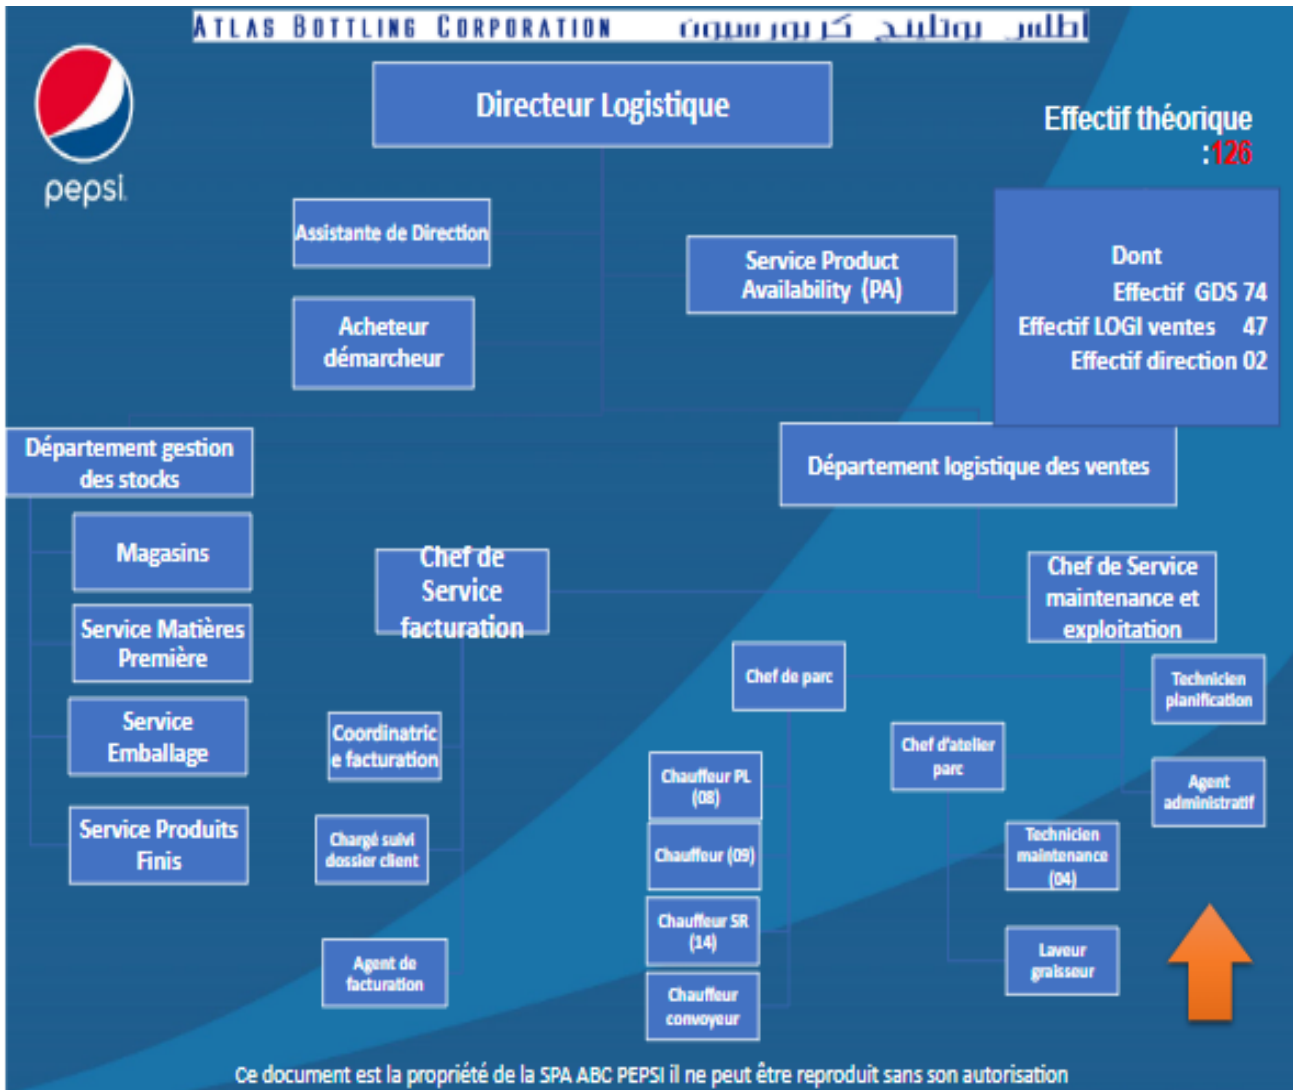 ATLAS BOTTLING CORPORATION اطلس بوتلينج كربورسيون
pepsi
Directeur Logistique
Effectif théorique
:126
Assistante de Direction
Service Product
Availability (PA)
Acheteur
démarcheur
Dont
Effectif GDS 74
Effectif LOGI ventes 47
Effectif direction 02
Département gestion
des stocks
Département logistique des ventes
Magasins
Service Matières
Première
Service
Emballage
Service Produits
Finis
Chef de
Service
facturation
Coordinatric
e facturation
Chargé suivi
dossier client
Agent de
facturation
Chef de Service
maintenance et
exploitation
Chef de parc
Chauffeur PL
(08)
Chauffeur (09)
Chauffeur SR
(14)
Chauffeur
convoyeur
Chef d'atelier
parc
Technicien
maintenance
(04)
Laveur
graisseur
Technicien
planification
Agent
administratif
Ce document est la propriété de la SPA ABC PEPSI il ne peut être reproduit sans son autorisation